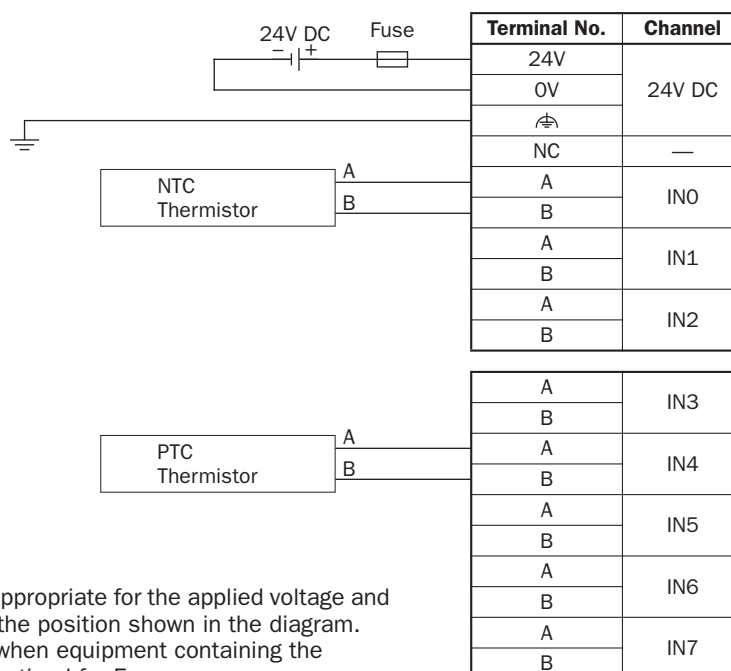 24V DC
Fuse
− +
Terminal No. Channel
24V
0V
24V DC
NC —
NTC
Thermistor
A
B
A
B
IN0
A
B
IN1
A
B
IN2
A
B
IN3
PTC
Thermistor
A
B
A
B
IN4
A
B
IN5
A
B
IN6
A
B
IN7
ppropriate for the applied voltage and
the position shown in the diagram.
when equipment containing the